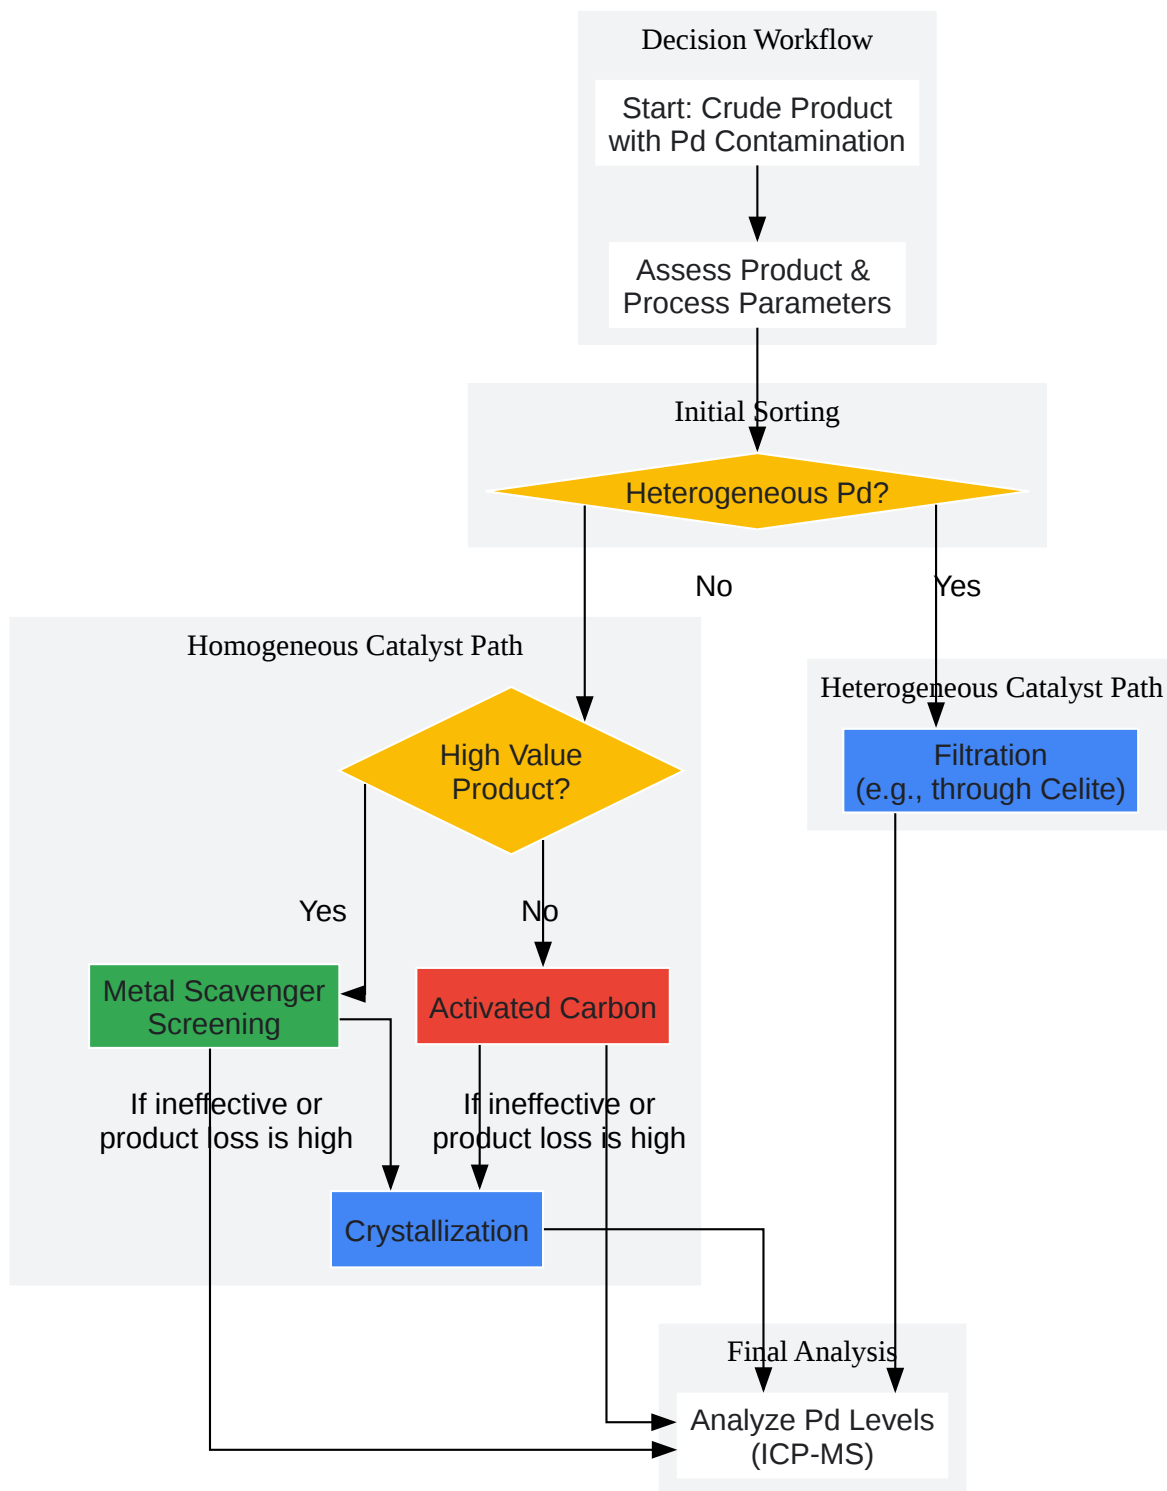 Decision Workflow
Start: Crude Product
with Pd Contamination
Assess Product &
Process Parameters
Initial Sorting
Heterogeneous Pd?
No
Yes
Homogeneous Catalyst Path
Heterogeneous Catalyst Path
High Value
Product?
Filtration
(e.g., through Celite)
Yes
No
Metal Scavenger
Screening
Activated Carbon
If ineffective or
product loss is high
If ineffective or
product loss is high
Crystallization
Final Analysis
Analyze Pd Levels
(ICP-MS)